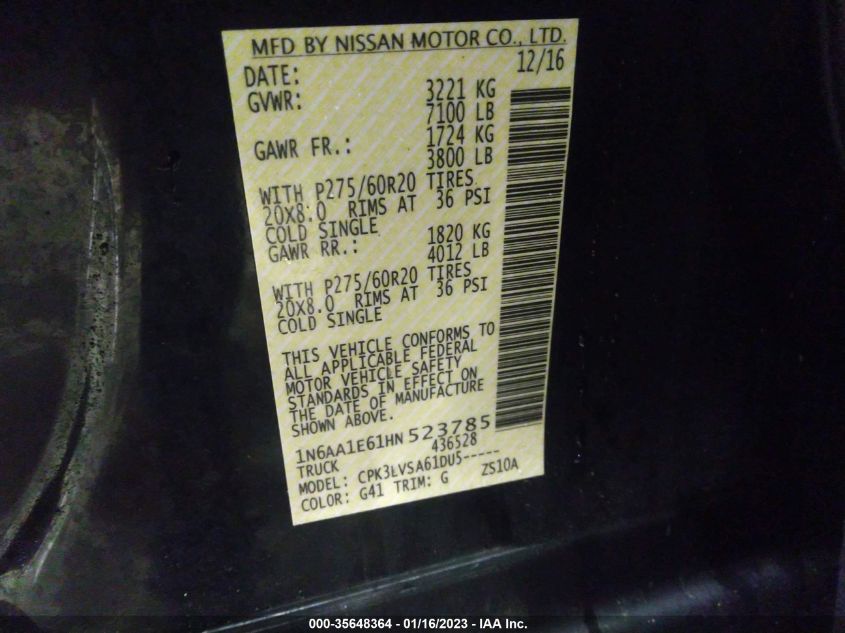 MFD BY NISSAN MOTOR CO., LTD.
DATE: 12/16
GVWR: 3221 KG
7100 LB
GAWR FR.: 1724 KG
3800 LB
WITH P275/60R20 TIRES
20X8.0 RIMS AT 36 PSI
COLD SINGLE
GAWR RR.: 1820 KG
4012 LB
WITH P275/60R20 TIRES
20X8.0 RIMS AT 36 PSI
COLD SINGLE
THIS VEHICLE CONFORMS TO
ALL APPLICABLE FEDERAL
MOTOR VEHICLE SAFETY
STANDARDS IN EFFECT ON
THE DATE OF MANUFACTURE
SHOWN ABOVE.
1N6AA1E61HN 523785
TRUCK 436528
MODEL: CPK3LVSA61DU5-----
COLOR: G41 TRIM: G ZS10A
000-35648364 - 01/16/2023 - IAA Inc.